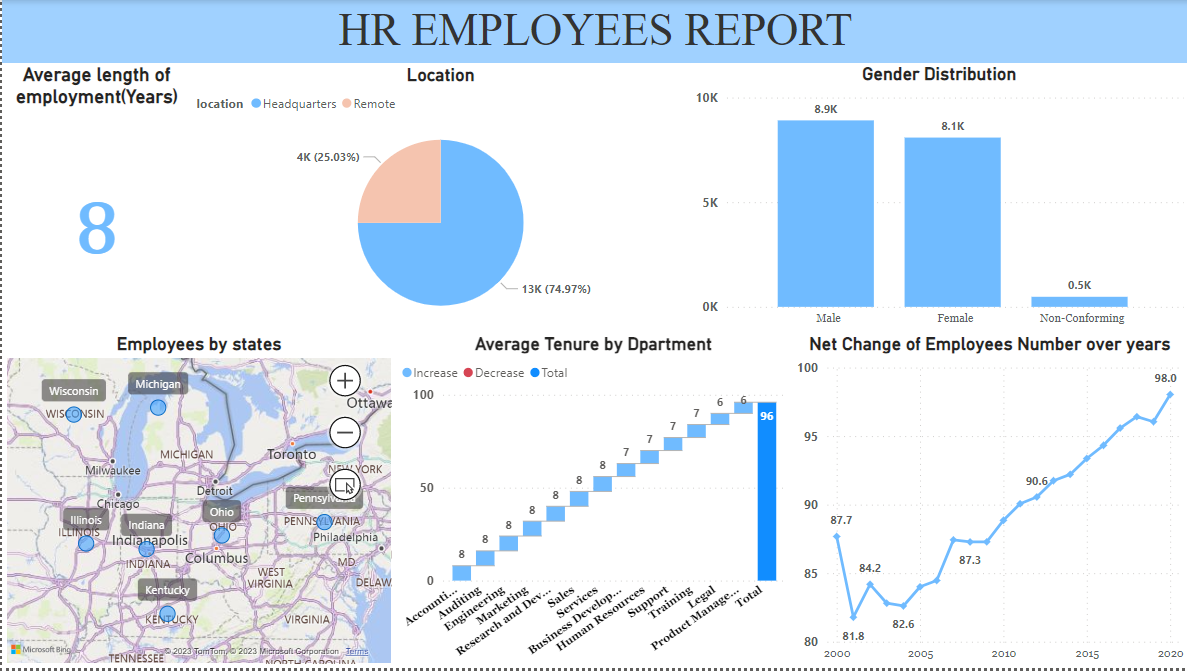 HR EMPLOYEES REPORT
Average length of
employment(Years)
8
Location
location Headquarters Remote
4K (25.03%)
13K (74.97%)
Gender Distribution
10K
5K
0K
8.9K
8.1K
0.5K
Male Female Non-Conforming
Employees by states
Wisconsin
Michigan
WISCONSIN
Ottawa
MICHIGAN
Toronto
Milwaukee
NEW YORK
Detroit
Chicago
Illinois
Indiana
Ohio
ILLINOIS
OHIO
PENNSYLVANIA
Indianapolis
Philadelphia
Columbus
INDIANA
MD
WEST
VIRGINIA
DELAW
Kentucky
KENTUCKY
VIRGINIA
Microsoft Bing
© 2023 TomTom, © 2023 Microsoft Corporation Terms
TENNESSEE
NORTH CAROLINA
Average Tenure by Dpartment
Increase Decrease Total
100
50
0
8 8 8 8 8 8 8 7 7 7 7 6 6 96
Accounti...
Auditing
Engineering
Marketing
Research and Dev...
Sales
Services
Business Develop...
Human Resources
Support
Training
Legal
Product Manage...
Total
Net Change of Employees Number over years
100
95
90
85
80
87.7
81.8
84.2
82.6
87.3
90.6
98.0
2000 2005 2010 2015 2020